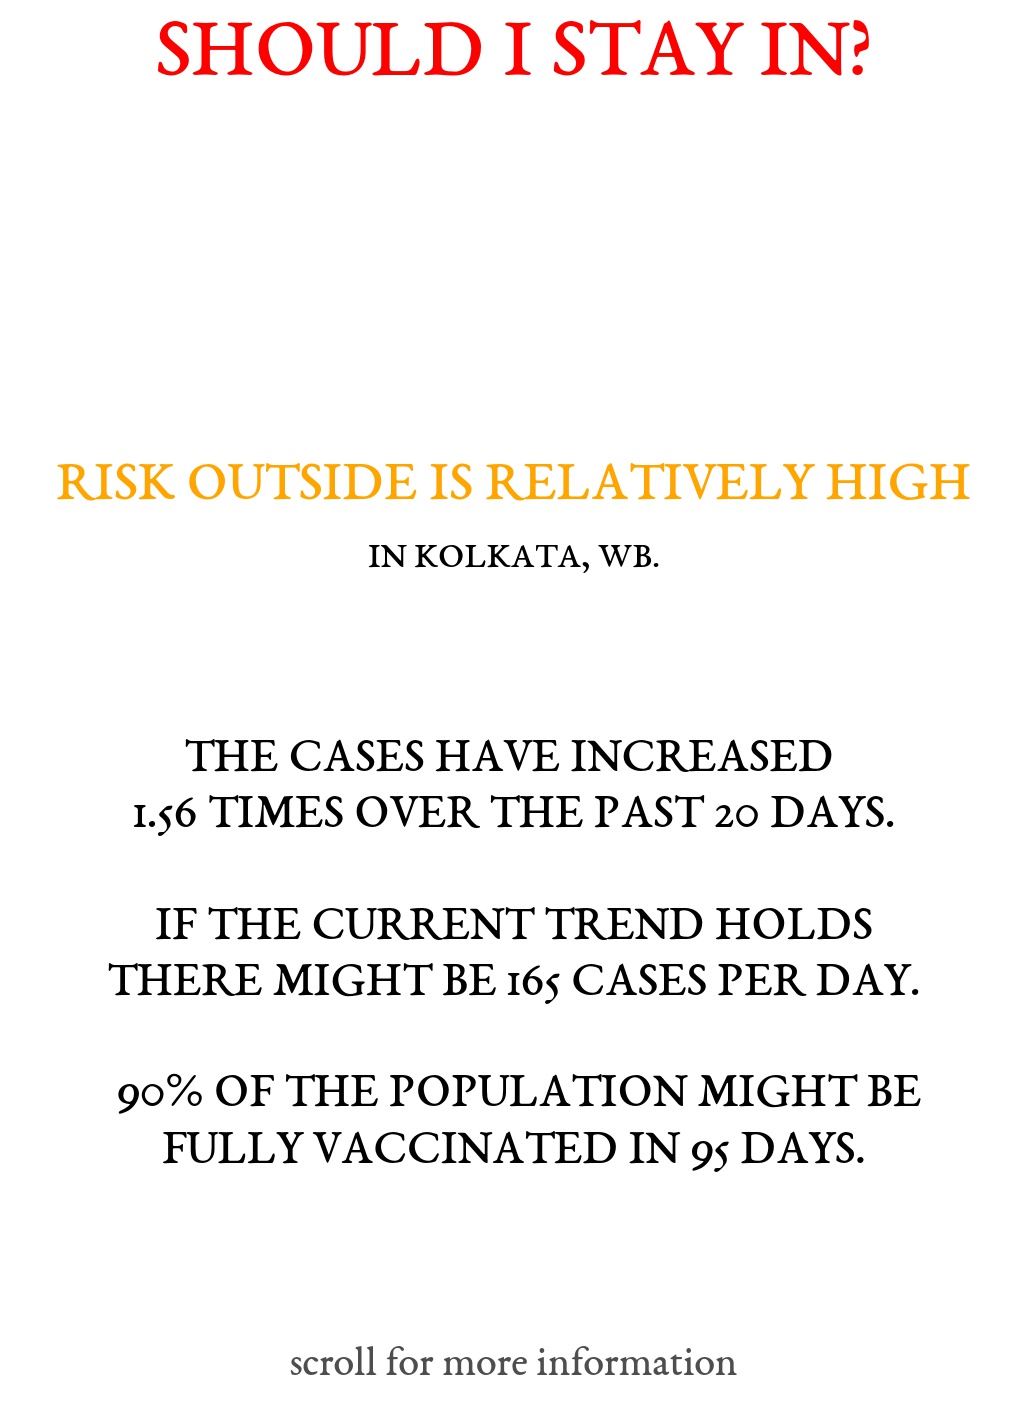 SHOULD I STAY IN?
RISK OUTSIDE IS RELATIVELY HIGH
IN KOLKATA, WB.
THE CASES HAVE INCREASED
1.56 TIMES OVER THE PAST 20 DAYS.
IF THE CURRENT TREND HOLDS
THERE MIGHT BE 165 CASES PER DAY.
90% OF THE POPULATION MIGHT BE
FULLY VACCINATED IN 95 DAYS.
scroll for more information